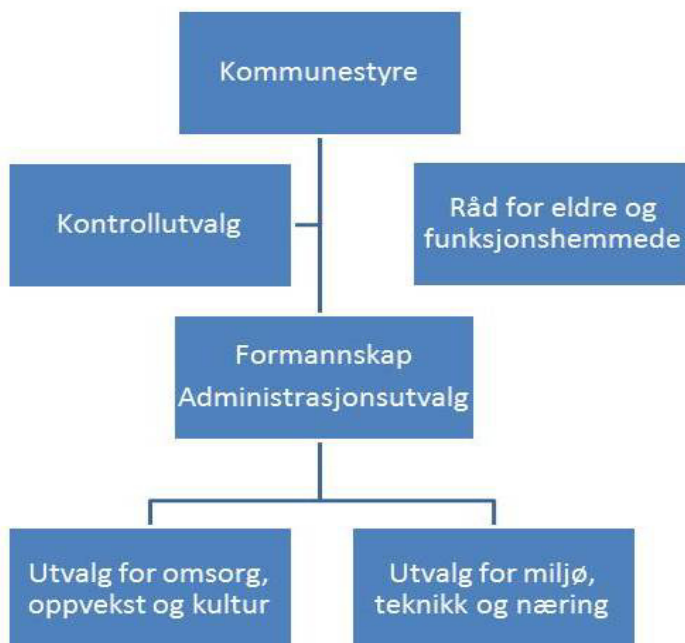 Kommunestyre
Kontrollutvalg
Råd for eldre og
funksjonshemmede
Formannskap
Administrasjonsutvalg
Utvalg for omsorg,
oppvekst og kultur
Utvalg for miljø,
teknikk og næring